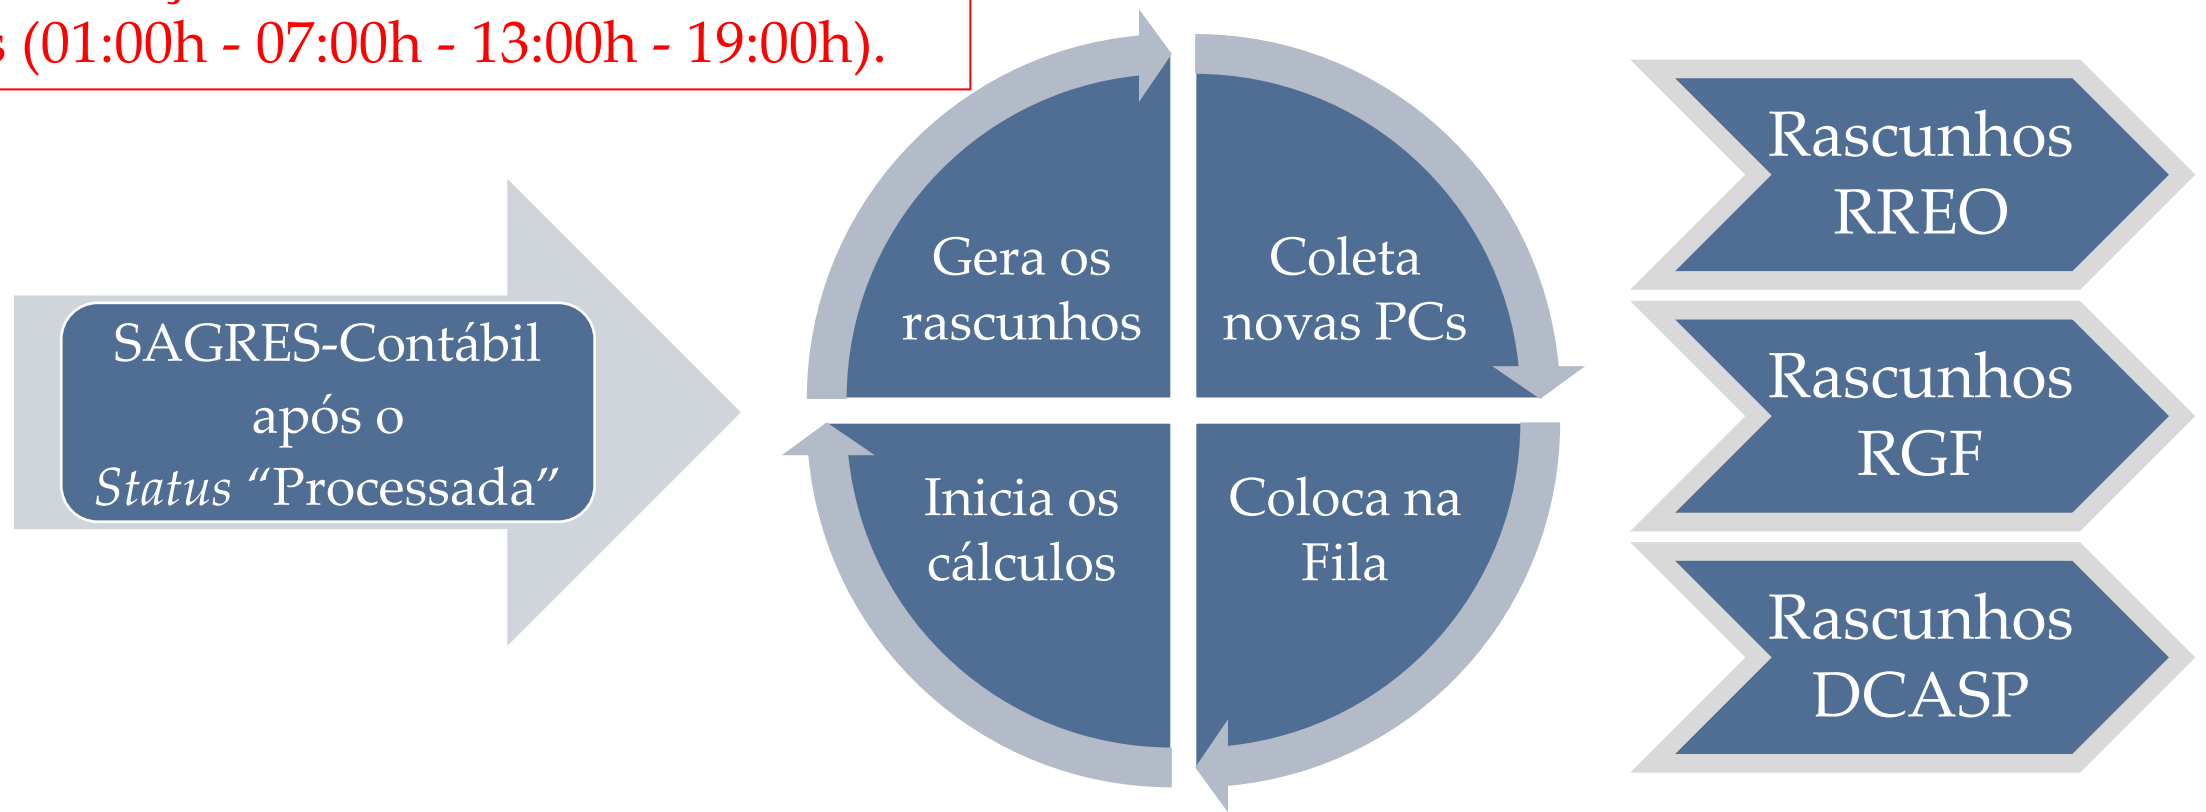 (01:00h - 07:00h - 13:00h - 19:00h).
SAGRES-Contábil
após o
Status “Processada”
Gera os
rascunhos
Coleta
novas PCs
Coloca na
Fila
Inicia os
cálculos
Rascunhos
RREO
Rascunhos
RGF
Rascunhos
DCASP